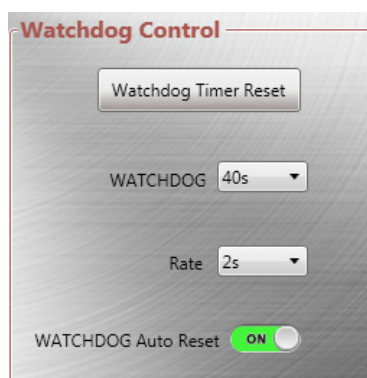 Watchdog Control
Watchdog Timer Reset
WATCHDOG 40s
Rate 2s
WATCHDOG Auto Reset ON